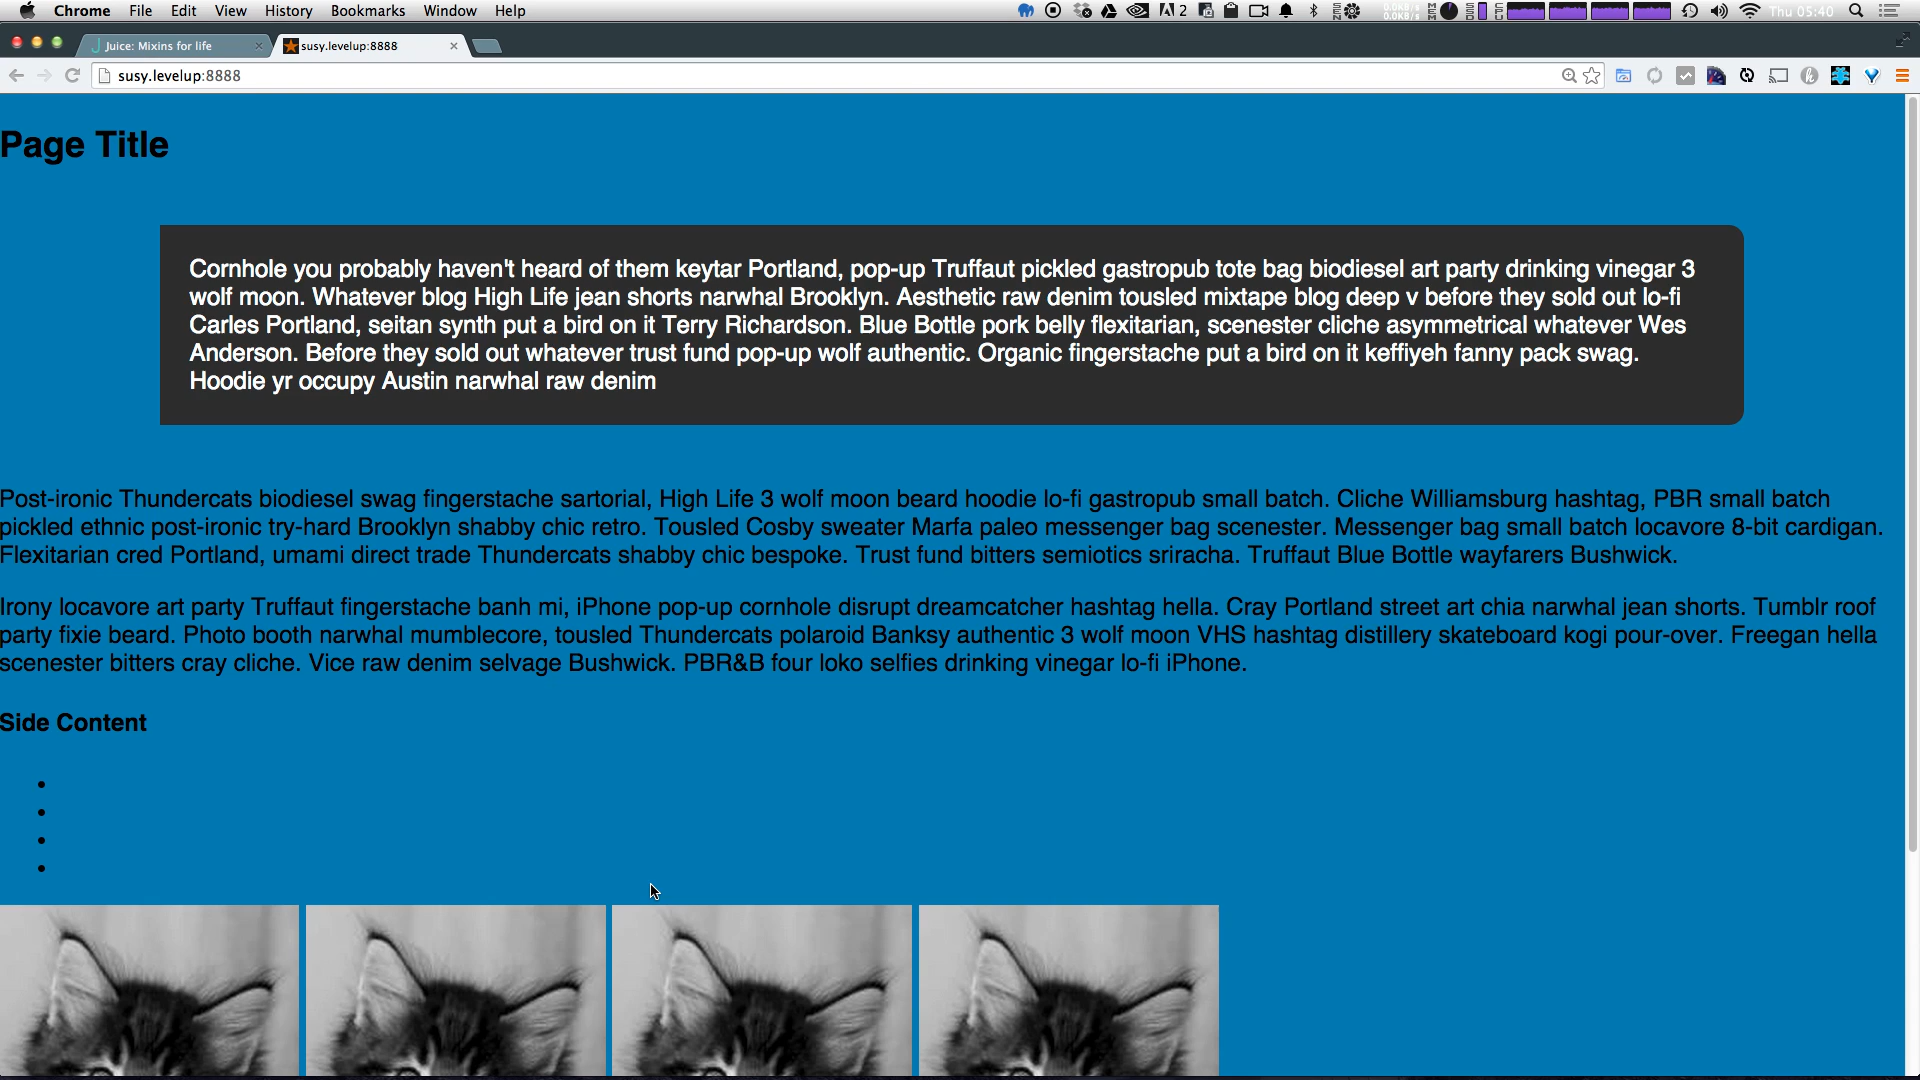 Chrome File Edit View History Bookmarks Window Help
2
0.0KB/s
0.0KB/s
Thu 05:40
Juice: Mixins for life
susy.levelup:8888
susy.levelup:8888
Page Title
Cornhole you probably haven't heard of them keytar Portland, pop-up Truffaut pickled gastropub tote bag biodiesel art party drinking vinegar 3
wolf moon. Whatever blog High Life jean shorts narwhal Brooklyn. Aesthetic raw denim tousled mixtape blog deep v before they sold out lo-fi
Carles Portland, seitan synth put a bird on it Terry Richardson. Blue Bottle pork belly flexitarian, scenester cliche asymmetrical whatever Wes
Anderson. Before they sold out whatever trust fund pop-up wolf authentic. Organic fingerstache put a bird on it keffiyeh fanny pack swag.
Hoodie yr occupy Austin narwhal raw denim
Post-ironic Thundercats biodiesel swag fingerstache sartorial, High Life 3 wolf moon beard hoodie lo-fi gastropub small batch. Cliche Williamsburg hashtag, PBR small batch
pickled ethnic post-ironic try-hard Brooklyn shabby chic retro. Tousled Cosby sweater Marfa paleo messenger bag scenester. Messenger bag small batch locavore 8-bit cardigan.
Flexitarian cred Portland, umami direct trade Thundercats shabby chic bespoke. Trust fund bitters semiotics sriracha. Truffaut Blue Bottle wayfarers Bushwick.
Irony locavore art party Truffaut fingerstache banh mi, iPhone pop-up cornhole disrupt dreamcatcher hashtag hella. Cray Portland street art chia narwhal jean shorts. Tumblr roof
party fixie beard. Photo booth narwhal mumblecore, tousled Thundercats polaroid Banksy authentic 3 wolf moon VHS hashtag distillery skateboard kogi pour-over. Freegan hella
scenester bitters cray cliche. Vice raw denim selvage Bushwick. PBR&B four loko selfies drinking vinegar lo-fi iPhone.
Side Content